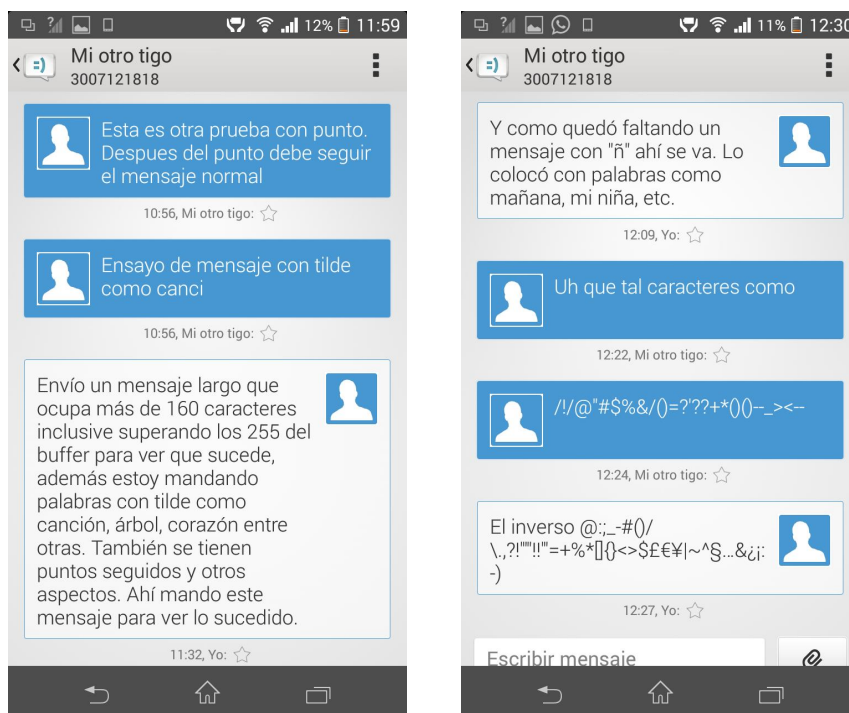 12% 11:59
Mi otro tigo
3007121818
Esta es otra prueba con punto.
Despues del punto debe seguir
el mensaje normal
10:56, Mi otro tigo:
Ensayo de mensaje con tilde
como canci
10:56, Mi otro tigo:
Envío un mensaje largo que
ocupa más de 160 caracteres
inclusive superando los 255 del
buffer para ver que sucede,
además estoy mandando
palabras con tilde como
canción, árbol, corazón entre
otras. También se tienen
puntos seguidos y otros
aspectos. Ahí mando este
mensaje para ver lo sucedido.
11:32, Yo:
11% 12:30
Mi otro tigo
3007121818
Y como quedó faltando un
mensaje con "ñ" ahí se va. Lo
colocó con palabras como
mañana, mi niña, etc.
12:09, Yo:
Uh que tal caracteres como
12:22, Mi otro tigo:
/!/@"#$%&/()=?'??+*()()--_><--
12:24, Mi otro tigo:
El inverso @:;_-#()/
\.,?!""!!'"=+%*[]{}<>$£€¥|~^§...&¿¡:
-)
12:27, Yo:
Escribir mensaje